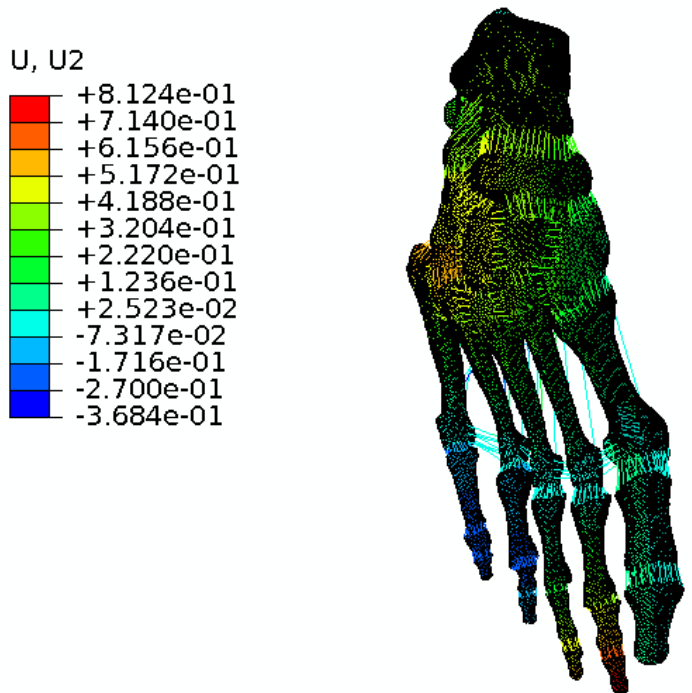 U, U2
+8.124e-01
+7.140e-01
+6.156e-01
+5.172e-01
+4.188e-01
+3.204e-01
+2.220e-01
+1.236e-01
+2.523e-02
-7.317e-02
-1.716e-01
-2.700e-01
-3.684e-01